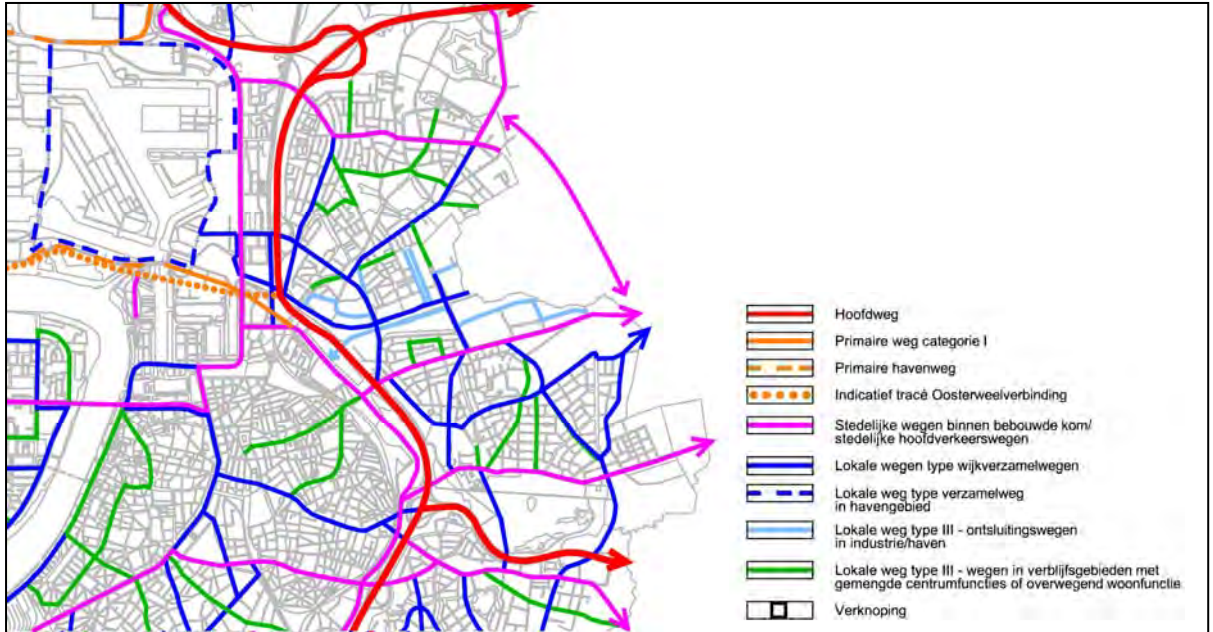 Hoofdweg
Primaire weg categorie I
Primaire havenweg
Indicatief tracé Oosterweelverbinding
Stedelijke wegen binnen bebouwde kom/
stedelijke hoofdverkeerswegen
Lokale wegen type wijkverzamelwegen
Lokale weg type verzamelweg
in havengebied
Lokale weg type III - ontsluitingswegen
in industrie/haven
Lokale weg type III - wegen in verblijfsgebieden met
gemengde centrumfuncties of overwegend woonfunctie
Verknoping